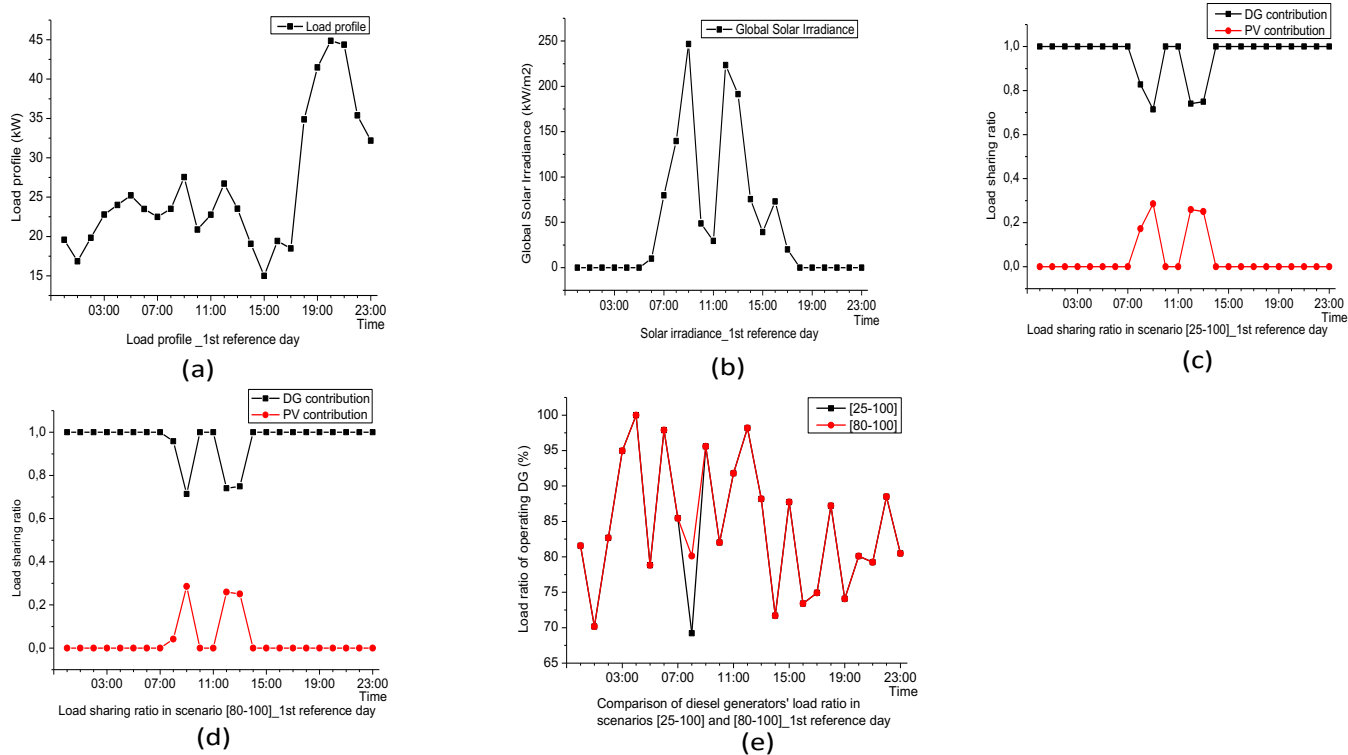 Load profile
45
40
35
30
25
20
15
Load profile (kW)
03:00 07:00 11:00 15:00 19:00 23:00
Time
Load profile _1st reference day
(a)
Global Solar Irradiance
250
200
150
100
50
0
Global Solar Irradiance (kW/m2)
03:00 07:00 11:00 15:00 19:00 23:00
Time
Solar irradiance_1st reference day
(b)
DG contribution
PV contribution
1,0
0,8
0,6
0,4
0,2
0,0
Load sharing ratio
03:00 07:00 11:00 15:00 19:00 23:00
Time
Load sharing ratio in scenario [25-100]_1st reference day
(c)
DG contribution
PV contribution
1,0
0,8
0,6
0,4
0,2
0,0
Load sharing ratio
03:00 07:00 11:00 15:00 19:00 23:00
Time
Load sharing ratio in scenario [80-100]_1st reference day
(d)
[25-100]
[80-100]
100
95
90
85
80
75
70
65
Load ratio of operating DG (%)
03:00 07:00 11:00 15:00 19:00 23:00
Time
Comparison of diesel generators' load ratio in
scenarios [25-100] and [80-100]_1st reference day
(e)